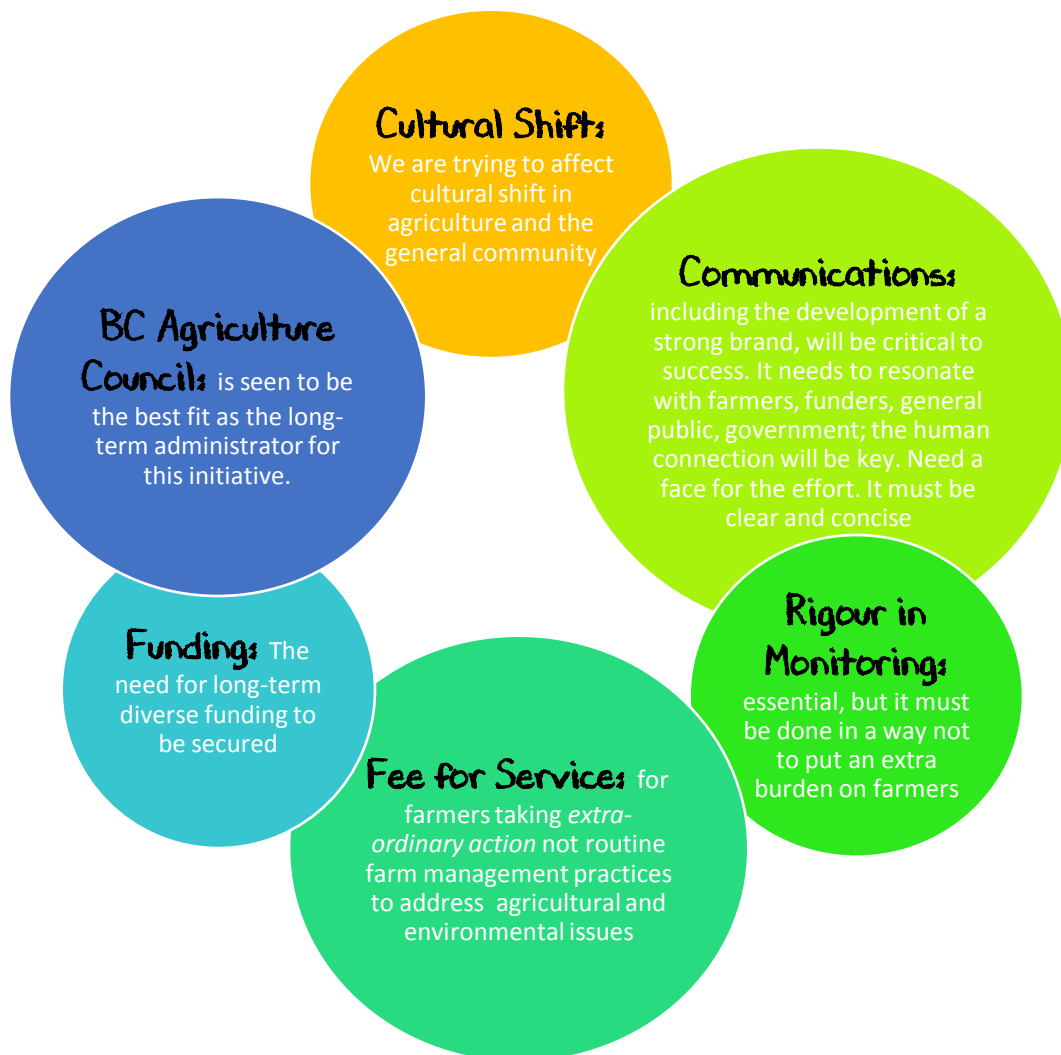 Cultural Shift:
We are trying to affect
cultural shift in
agriculture and the
general community
Communications:
including the development of a
strong brand, will be critical to
success. It needs to resonate
with farmers, funders, general
public, government; the human
connection will be key. Need a
face for the effort. It must be
clear and concise
Rigour in
Monitoring:
essential, but it must
be done in a way not
to put an extra
burden on farmers
Fee for Service: for
farmers taking extra-
ordinary action not routine
farm management practices
to address agricultural and
environmental issues
Funding: The
need for long-term
diverse funding to
be secured
BC Agriculture
Council: is seen to be
the best fit as the long-
term administrator for
this initiative.